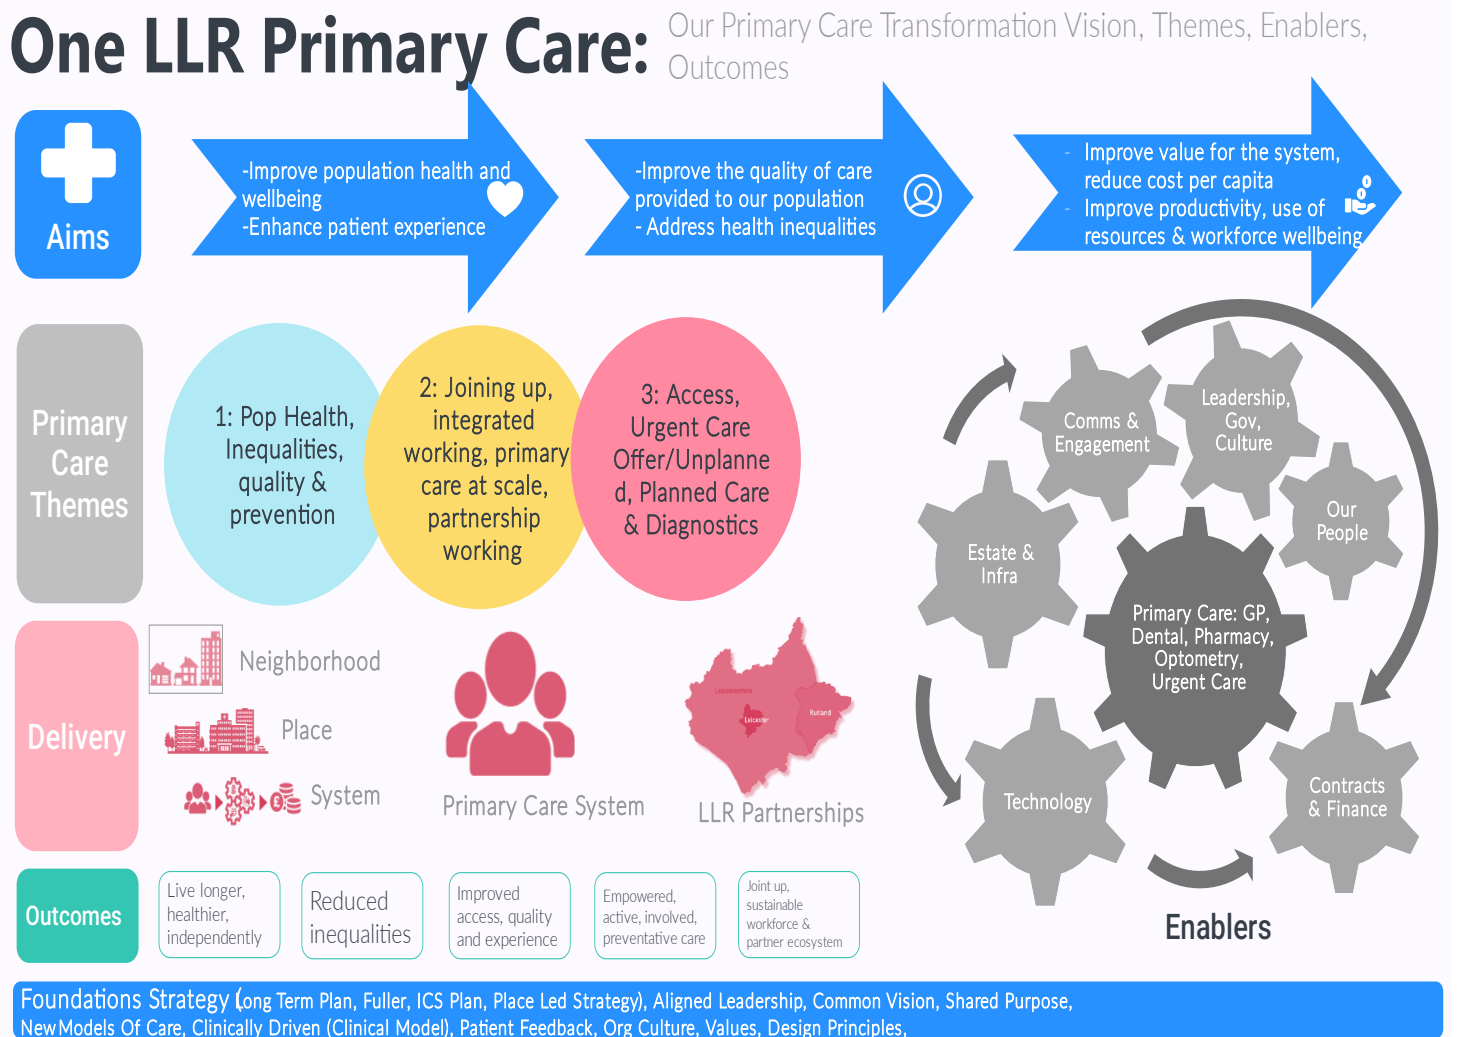 One LLR Primary Care:
Our Primary Care Transformation Vision, Themes, Enablers,
Outcomes
Aims
-Improve population health and
wellbeing
-Enhance patient experience
-Improve the quality of care
provided to our population
- Address health inequalities
- Improve value for the system,
reduce cost per capita
- Improve productivity, use of
resources & workforce wellbeing
Primary
Care
Themes
1: Pop Health,
Inequalities,
quality &
prevention
2: Joining up,
integrated
working, primary
care at scale,
partnership
working
3: Access,
Urgent Care
Offer/Unplanne
d, Planned Care
& Diagnostics
Comms &
Engagement
Leadership,
Gov,
Culture
Our
People
Estate &
Infra
Primary Care: GP,
Dental, Pharmacy,
Optometry,
Urgent Care
Technology
Contracts
& Finance
Enablers
Delivery
Neighborhood
Place
System
Primary Care System
Leicestershire
Leicester
Rutland
LLR Partnerships
Outcomes
Live longer,
healthier,
independently
Reduced
inequalities
Improved
access, quality
and experience
Empowered,
active, involved,
preventative care
Joint up,
sustainable
workforce &
partner ecosystem
Foundations Strategy (Long Term Plan, Fuller, ICS Plan, Place Led Strategy), Aligned Leadership, Common Vision, Shared Purpose,
New Models Of Care, Clinically Driven (Clinical Model), Patient Feedback, Org Culture, Values, Design Principles,